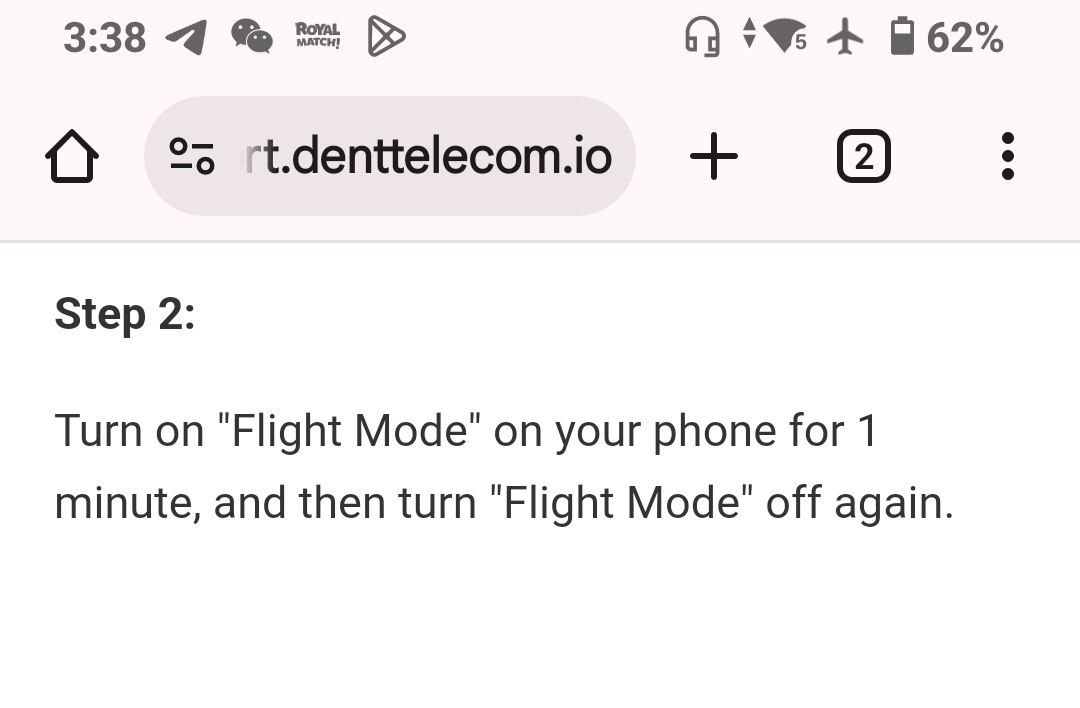 3:38 ROYAL MATCH! 5 62%
rt.denttelecom.io 2
Step 2:
Turn on "Flight Mode" on your phone for 1
minute, and then turn "Flight Mode" off again.